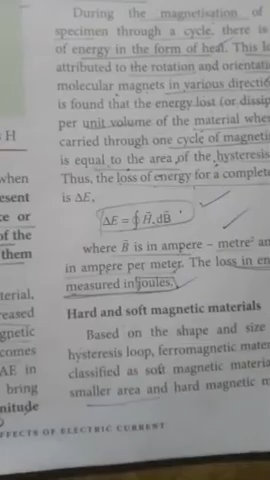 During the magnetisation of
specimen through a cycle, there is
of energy in the form of heat. This lo
attributed to the rotation and orientati
molecular magnets in various directio
is found that the energy lost (or dissip
per unit volume of the material when
carried through one cycle of magneti
is equal to the area of the hysteresis
Thus, the loss of energy for a complete
is ΔE,
ΔE = ∮ H⃗.dB⃗
where B⃗ is in ampere – metre² an
in ampere per meter. The loss in en
measured in joules.
Hard and soft magnetic materials
Based on the shape and size
hysteresis loop, ferromagnetic mater
classified as soft magnetic materia
smaller area and hard magnetic m
s H
when
esent
ce or
of the
them
terial,
reased
gnetic
comes
AE in
bring
nitude
FFECTS OF ELECTRIC CURRENT